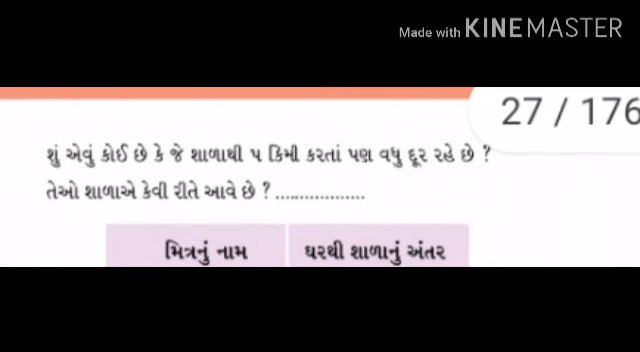 Made with KINEMASTER
27 / 176
શું એવું કોઈ છે કે જે શાળાથી ૫ કિમી કરતાં પણ વધુ દૂર રહે છે ?
તેઓ શાળાએ કેવી રીતે આવે છે ? ..................
મિત્રનું નામ ઘરથી શાળાનું અંતર